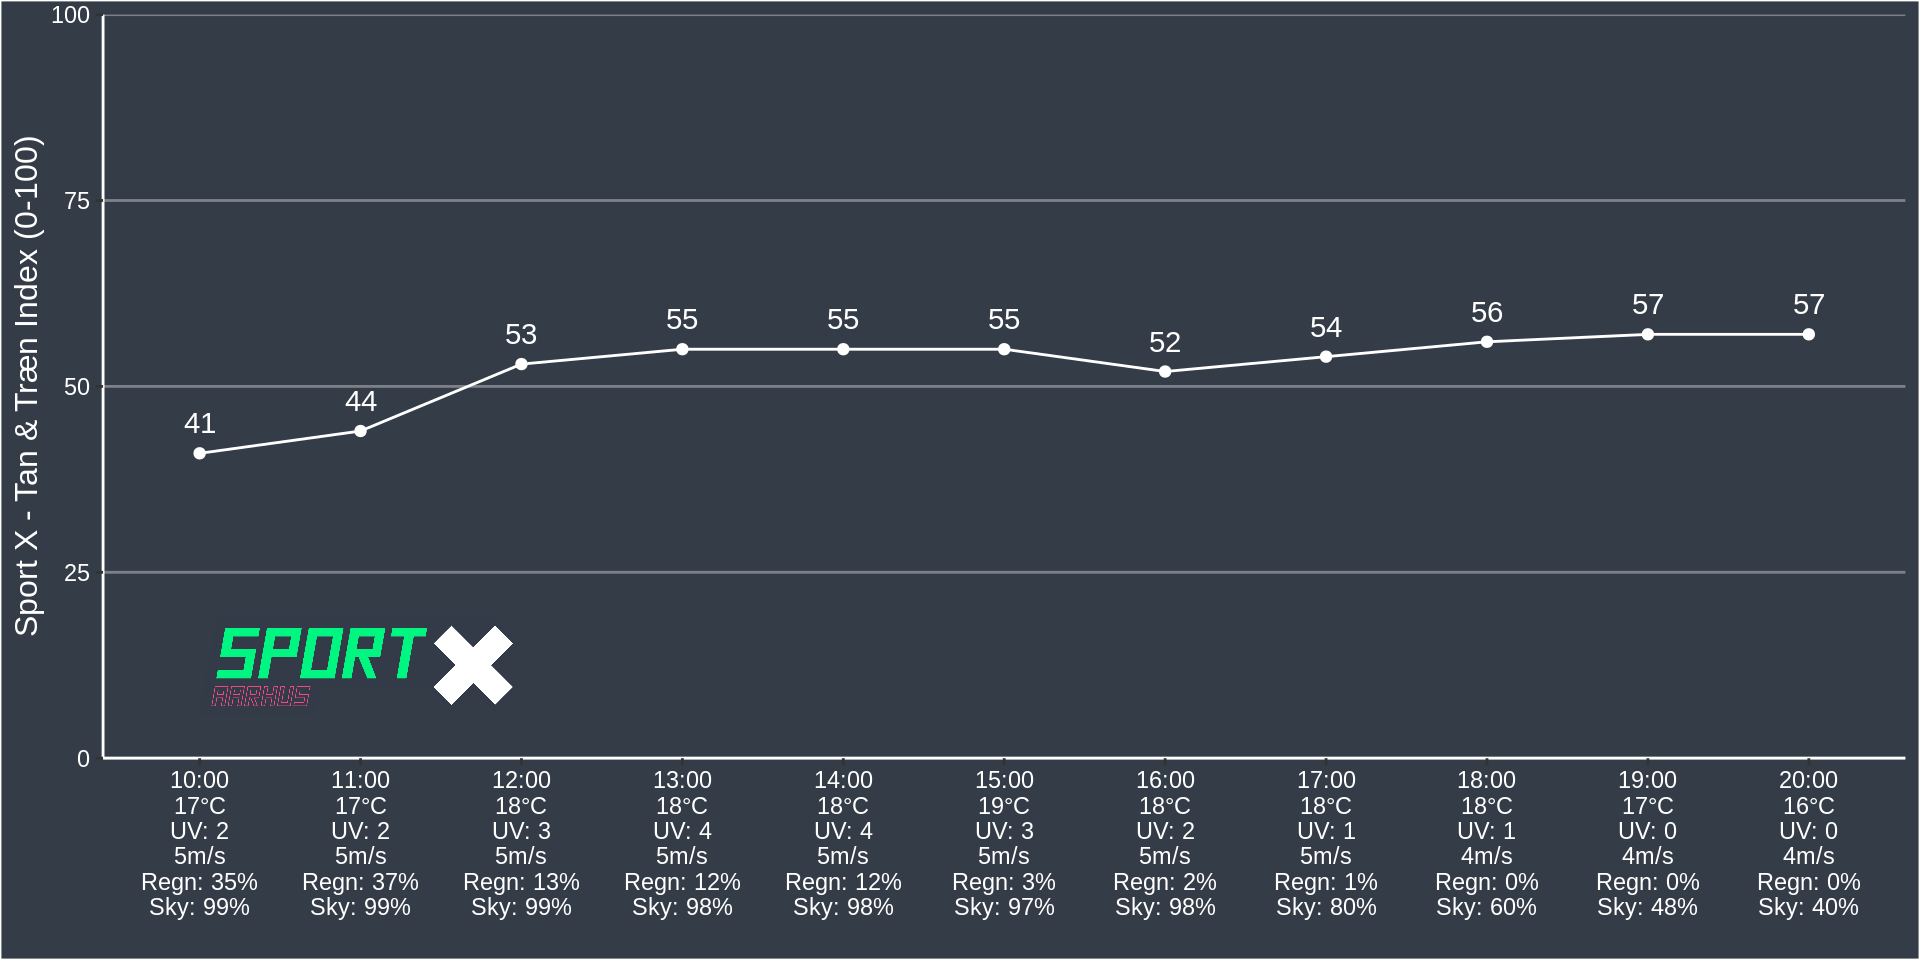 Sport X - Tan & Træn Index (0-100)
100
75
50
25
0
41
44
53
55
55
55
52
54
56
57
57
SPORT X
AARHUS
10:00 11:00 12:00 13:00 14:00 15:00 16:00 17:00 18:00 19:00 20:00
17°C 17°C 18°C 18°C 18°C 19°C 18°C 18°C 18°C 17°C 16°C
UV: 2 UV: 2 UV: 3 UV: 4 UV: 4 UV: 3 UV: 2 UV: 1 UV: 1 UV: 0 UV: 0
5m/s 5m/s 5m/s 5m/s 5m/s 5m/s 5m/s 5m/s 4m/s 4m/s 4m/s
Regn: 35% Regn: 37% Regn: 13% Regn: 12% Regn: 12% Regn: 3% Regn: 2% Regn: 1% Regn: 0% Regn: 0% Regn: 0%
Sky: 99% Sky: 99% Sky: 99% Sky: 98% Sky: 98% Sky: 97% Sky: 98% Sky: 80% Sky: 60% Sky: 48% Sky: 40%